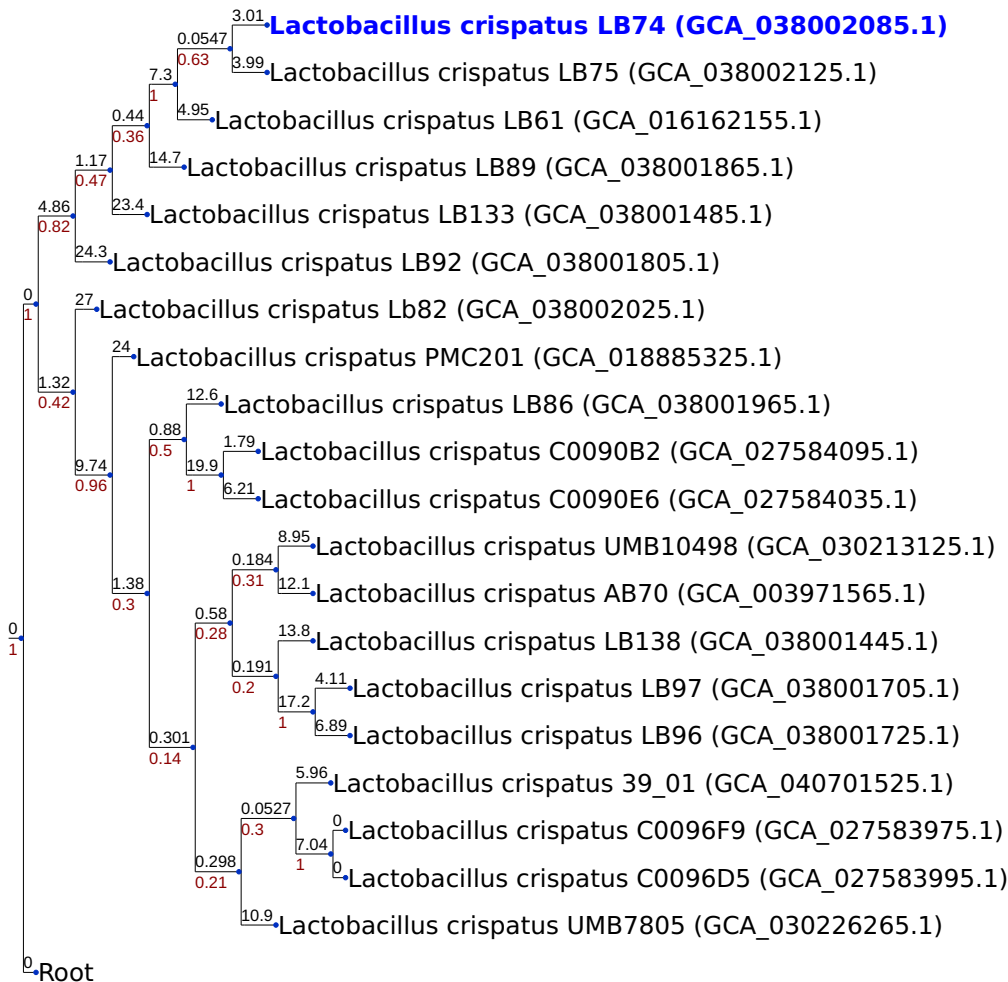 3.01
Lactobacillus crispatus LB74 (GCA_038002085.1)
0.0547
0.63
3.99
Lactobacillus crispatus LB75 (GCA_038002125.1)
7.3
1
4.95
Lactobacillus crispatus LB61 (GCA_016162155.1)
0.44
0.36
14.7
Lactobacillus crispatus LB89 (GCA_038001865.1)
1.17
0.47
23.4
Lactobacillus crispatus LB133 (GCA_038001485.1)
4.86
0.82
24.3
Lactobacillus crispatus LB92 (GCA_038001805.1)
0
1
27
Lactobacillus crispatus Lb82 (GCA_038002025.1)
1.32
0.42
24
Lactobacillus crispatus PMC201 (GCA_018885325.1)
9.74
0.96
12.6
Lactobacillus crispatus LB86 (GCA_038001965.1)
0.88
0.5
1.79
Lactobacillus crispatus C0090B2 (GCA_027584095.1)
19.9
1
6.21
Lactobacillus crispatus C0090E6 (GCA_027584035.1)
1.38
0.3
8.95
Lactobacillus crispatus UMB10498 (GCA_030213125.1)
0.184
0.31
12.1
Lactobacillus crispatus AB70 (GCA_003971565.1)
0.58
0.28
13.8
Lactobacillus crispatus LB138 (GCA_038001445.1)
0.191
0.2
4.11
Lactobacillus crispatus LB97 (GCA_038001705.1)
17.2
1
6.89
Lactobacillus crispatus LB96 (GCA_038001725.1)
0
1
0.301
0.14
5.96
Lactobacillus crispatus 39_01 (GCA_040701525.1)
0.0527
0.3
0
Lactobacillus crispatus C0096F9 (GCA_027583975.1)
7.04
1
0
Lactobacillus crispatus C0096D5 (GCA_027583995.1)
0.298
0.21
10.9
Lactobacillus crispatus UMB7805 (GCA_030226265.1)
0
Root